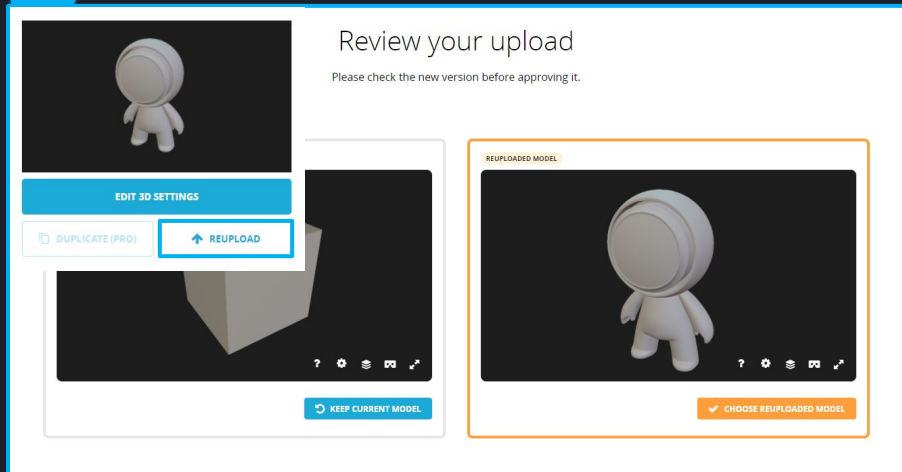 Review your upload
Please check the new version before approving it.
EDIT 3D SETTINGS
DUPLICATE (PRO)
REUPLOAD
REUPLOADED MODEL
?
?
KEEP CURRENT MODEL
CHOOSE REUPLOADED MODEL